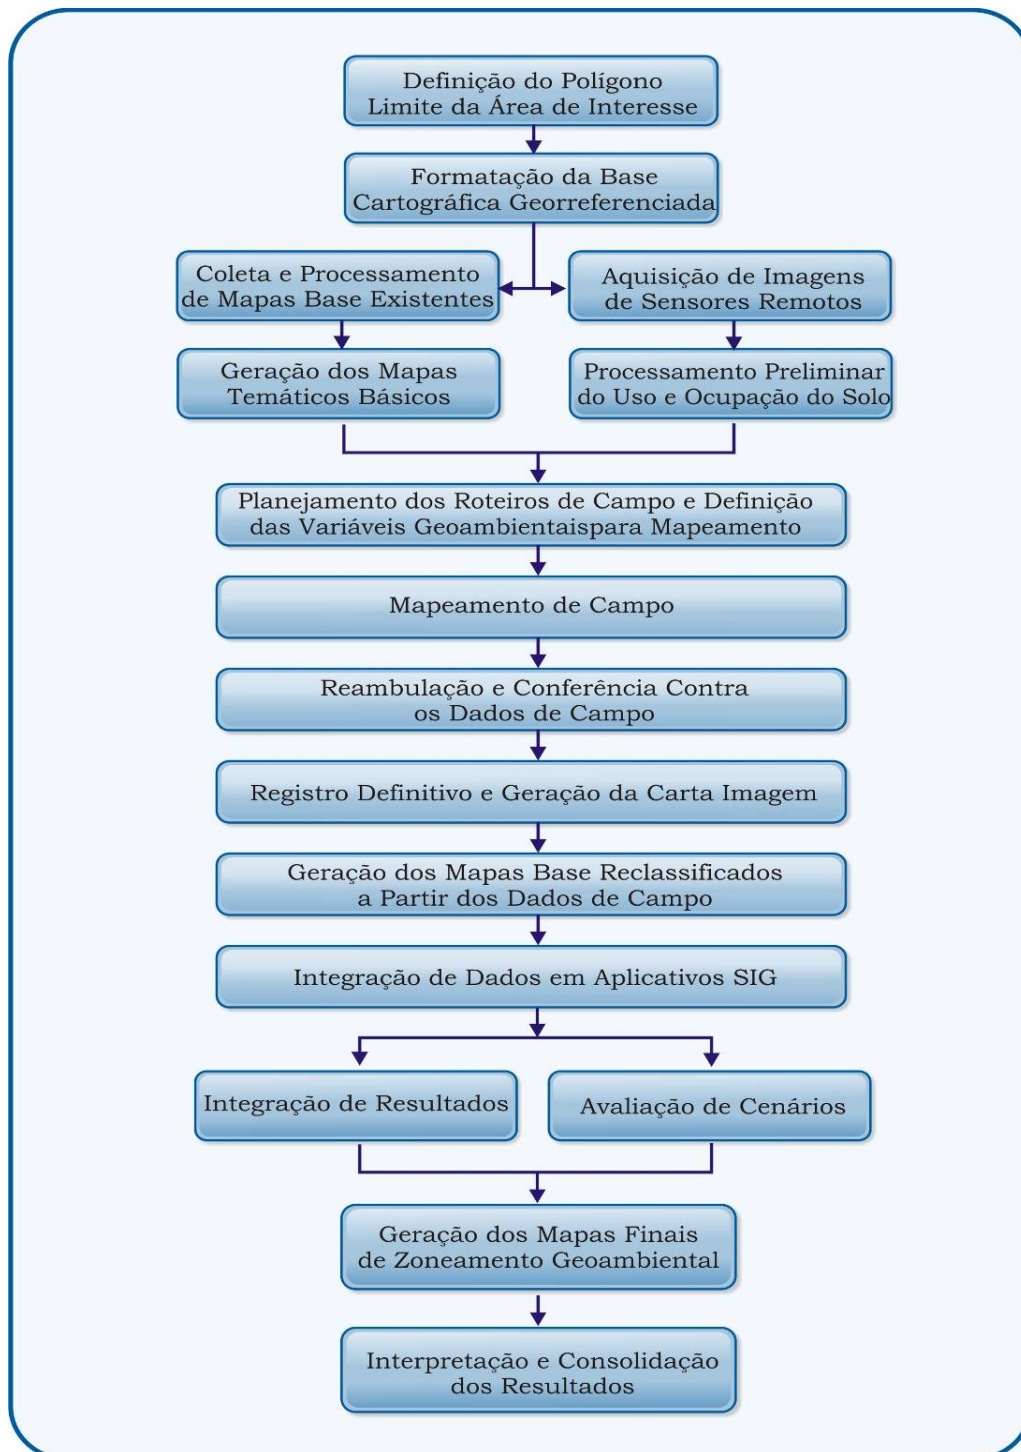 Definição do Polígono
Limite da Área de Interesse
Formatação da Base
Cartográfica Georreferenciada
Coleta e Processamento
de Mapas Base Existentes
Aquisição de Imagens
de Sensores Remotos
Geração dos Mapas
Temáticos Básicos
Processamento Preliminar
do Uso e Ocupação do Solo
Planejamento dos Roteiros de Campo e Definição
das Variáveis Geoambientaispara Mapeamento
Mapeamento de Campo
Reambulação e Conferência Contra
os Dados de Campo
Registro Definitivo e Geração da Carta Imagem
Geração dos Mapas Base Reclassificados
a Partir dos Dados de Campo
Integração de Dados em Aplicativos SIG
Integração de Resultados
Avaliação de Cenários
Geração dos Mapas Finais
de Zoneamento Geoambiental
Interpretação e Consolidação
dos Resultados